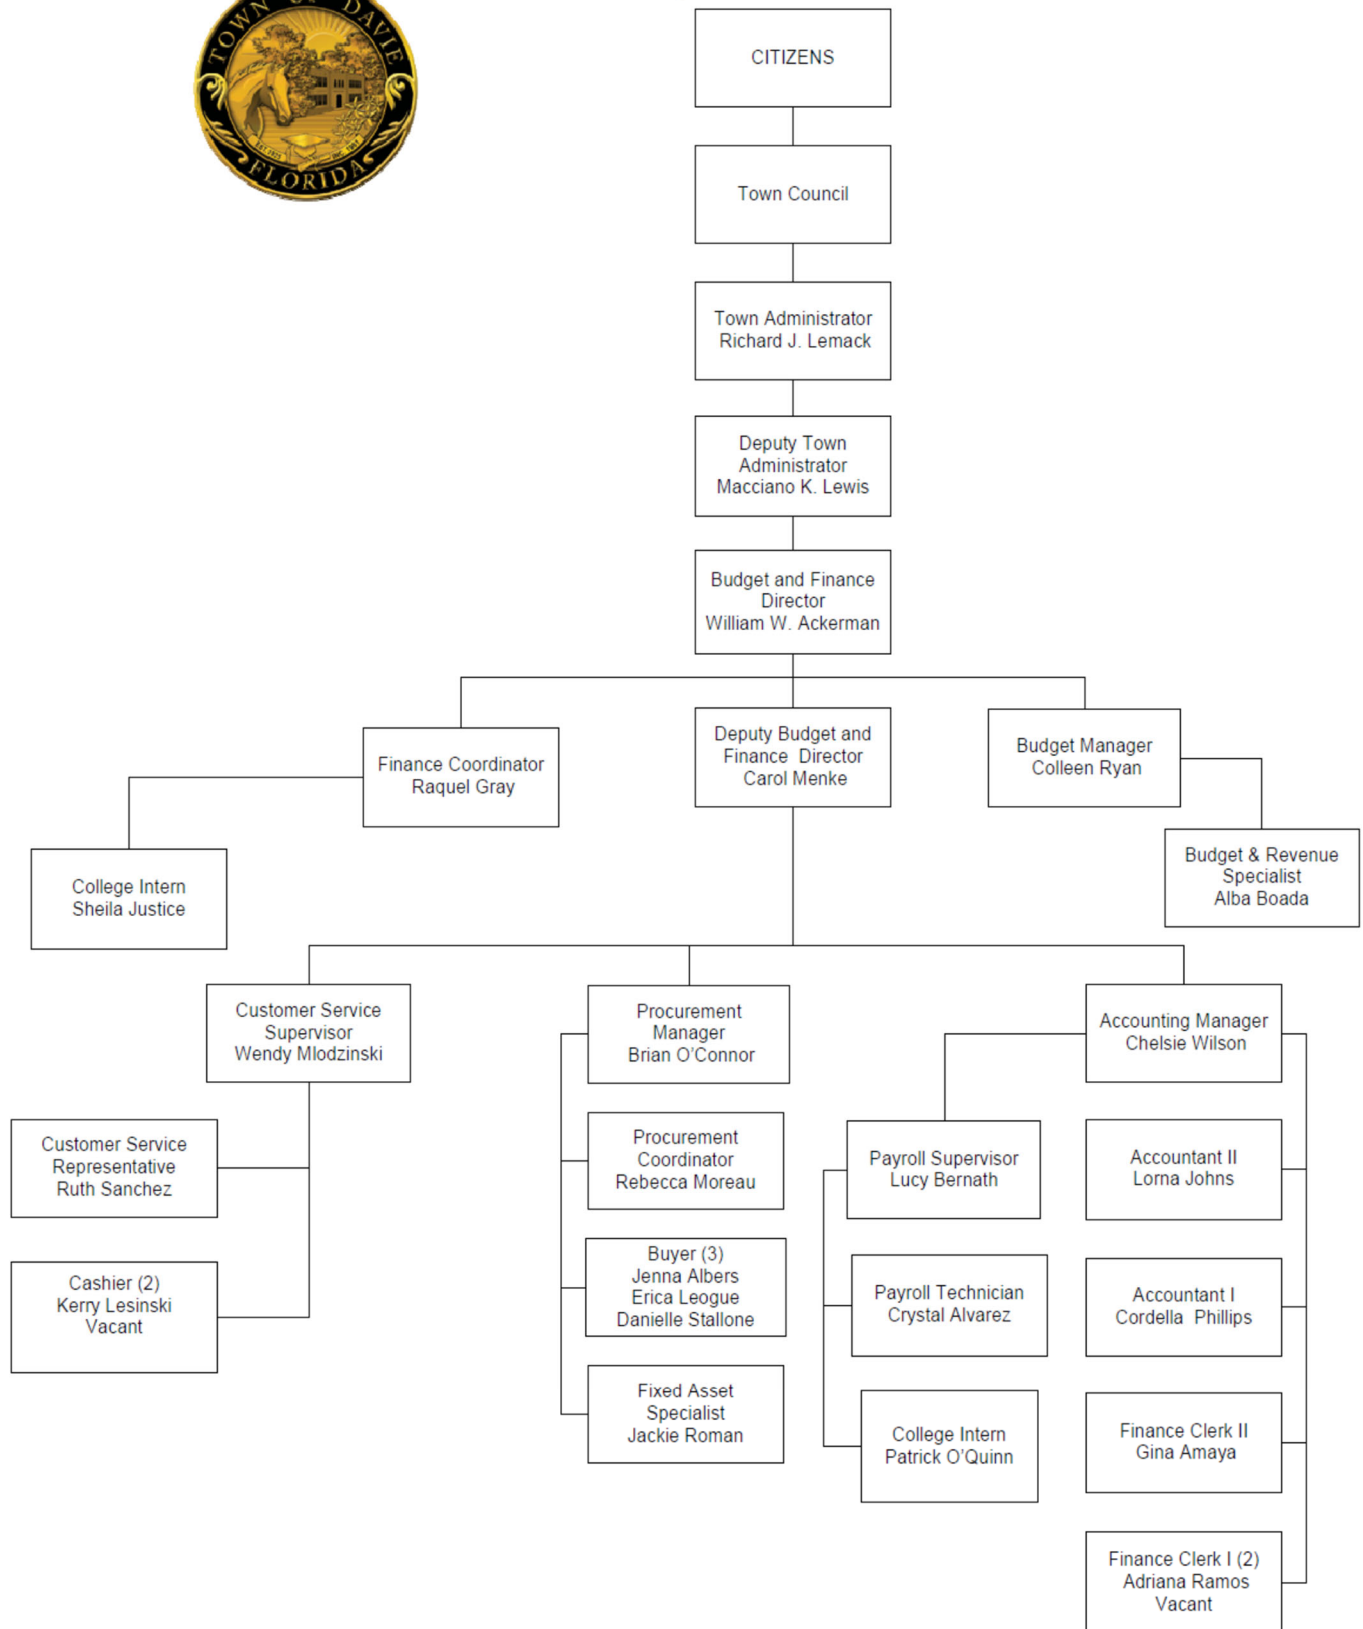 TOWN OF DAVIE
FLORIDA
CITIZENS
Town Council
Town Administrator
Richard J. Lemack
Deputy Town
Administrator
Macciano K. Lewis
Budget and Finance
Director
William W. Ackerman
Finance Coordinator
Raquel Gray
Deputy Budget and
Finance Director
Carol Menke
Budget Manager
Colleen Ryan
College Intern
Sheila Justice
Budget & Revenue
Specialist
Alba Boada
Customer Service
Supervisor
Wendy Mlodzinski
Customer Service
Representative
Ruth Sanchez
Cashier (2)
Kerry Lesinski
Vacant
Procurement
Manager
Brian O'Connor
Procurement
Coordinator
Rebecca Moreau
Buyer (3)
Jenna Albers
Erica Leogue
Danielle Stallone
Fixed Asset
Specialist
Jackie Roman
Accounting Manager
Chelsie Wilson
Payroll Supervisor
Lucy Bernath
Payroll Technician
Crystal Alvarez
College Intern
Patrick O'Quinn
Accountant II
Lorna Johns
Accountant I
Cordella Phillips
Finance Clerk II
Gina Amaya
Finance Clerk I (2)
Adriana Ramos
Vacant